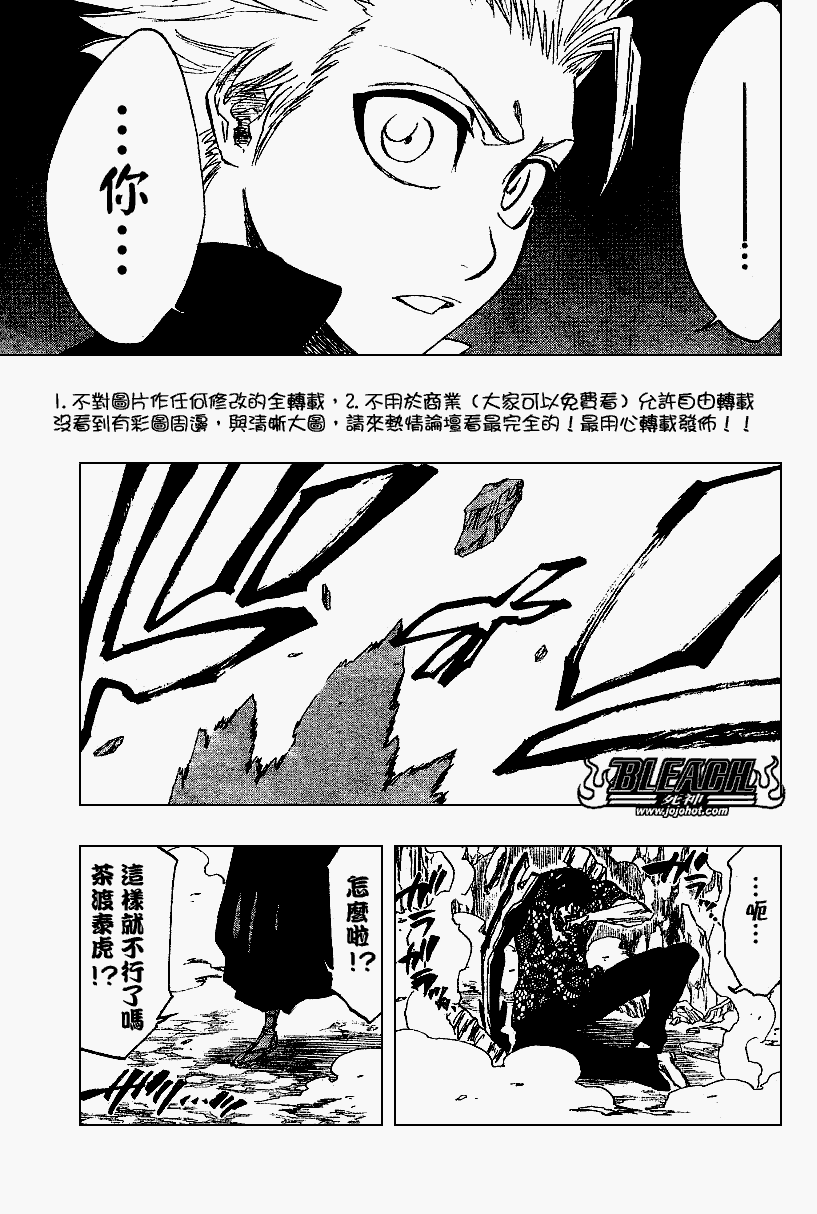 ───…
…你…
1. 不對圖片作任何修改的全轉載，2. 不用於商業（大家可以免費看）允許自由轉載
沒看到有彩圖周邊，與清晰大圖，請來熱情論壇看最完全的！最用心轉載發佈！！
BLEACH
死神
www.jojohot.com
…呃…
ガラ
ガラ
怎麼啦!?
這樣就不行了嗎
茶渡泰虎!?